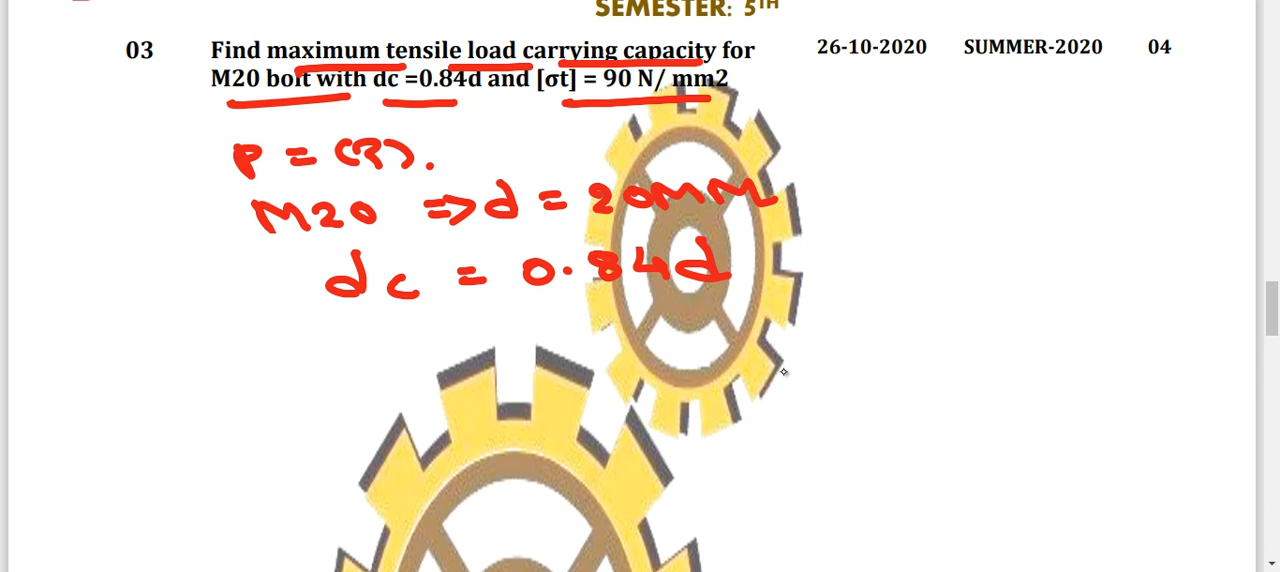 SEMESTER: 5TH
03 Find maximum tensile load carrying capacity for 26-10-2020 SUMMER-2020 04
M20 bolt with dc =0.84d and [σt] = 90 N/ mm2
P = (?).
M20 => d = 20mm
dc = 0.84d